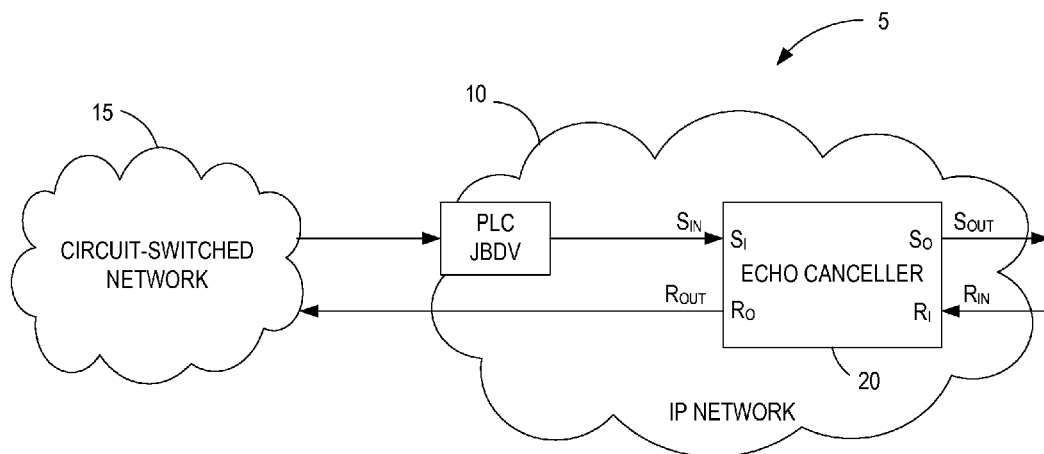 5
15
10
CIRCUIT-SWITCHED
NETWORK
PLC
JBDV
SIN
SI
SO
SOUT
ECHO CANCELLER
ROUT
RO
RI
RIN
20
IP NETWORK